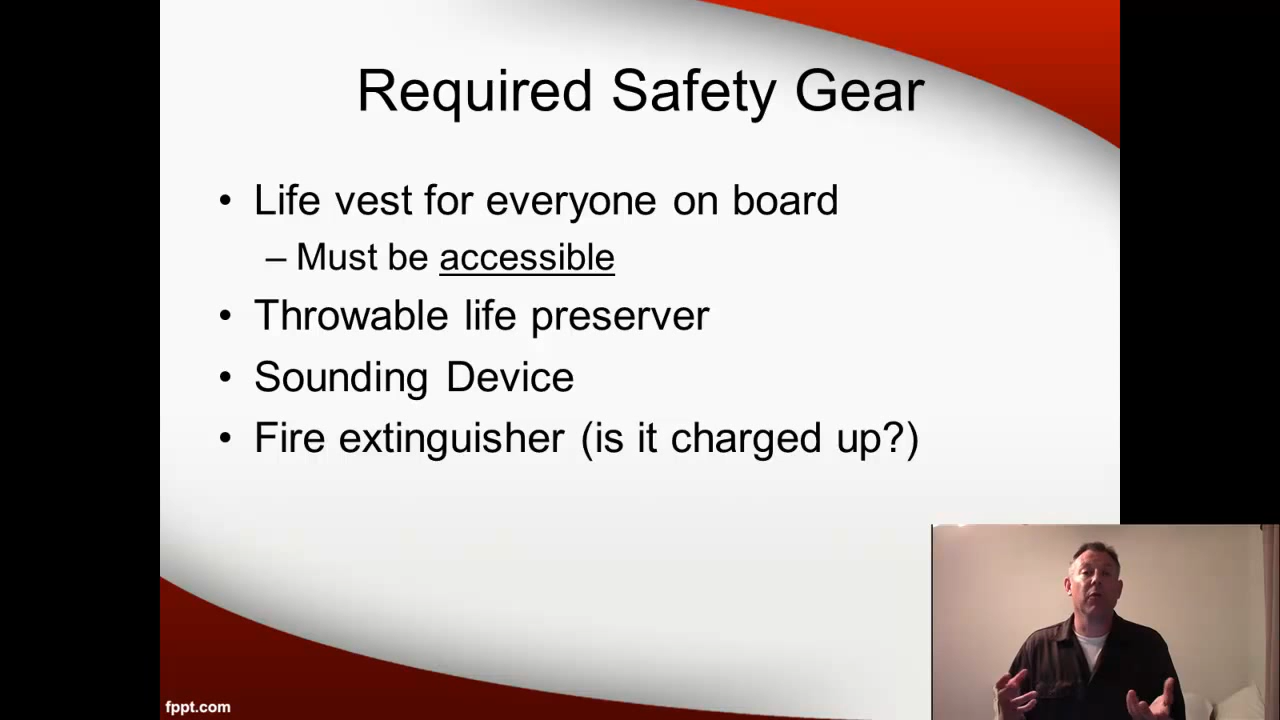 Required Safety Gear
• Life vest for everyone on board
– Must be accessible
• Throwable life preserver
• Sounding Device
• Fire extinguisher (is it charged up?)
fppt.com